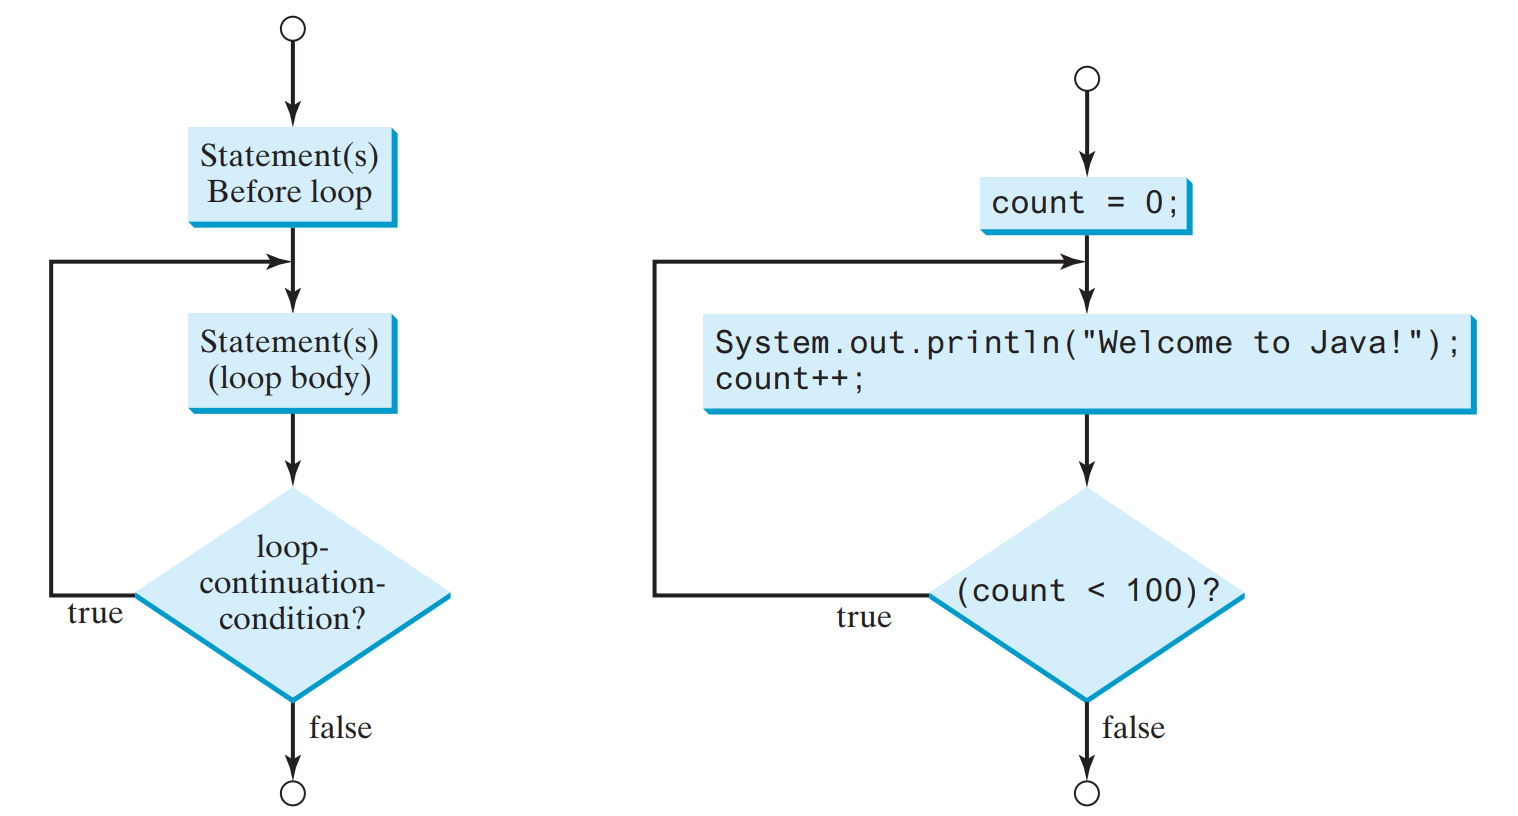 Statement(s)
Before loop
Statement(s)
(loop body)
loop-
continuation-
condition?
true
false
count = 0;
System.out.println("Welcome to Java!");
count++;
(count < 100)?
true
false